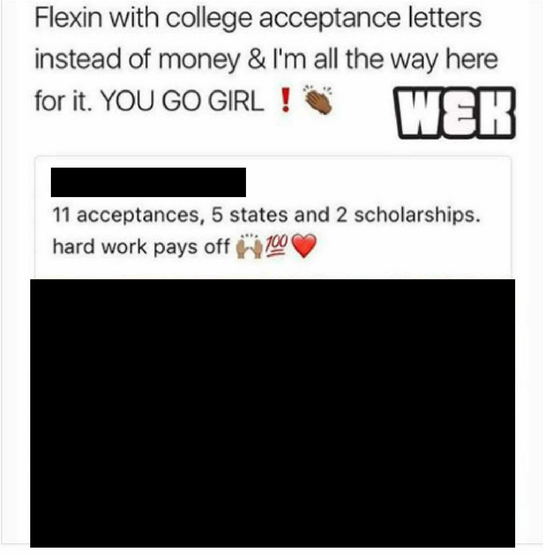 Flexin with college acceptance letters
instead of money & I'm all the way here
for it. YOU GO GIRL ❗👏🏾
WEK
11 acceptances, 5 states and 2 scholarships.
hard work pays off 🙌🏽💯❤️